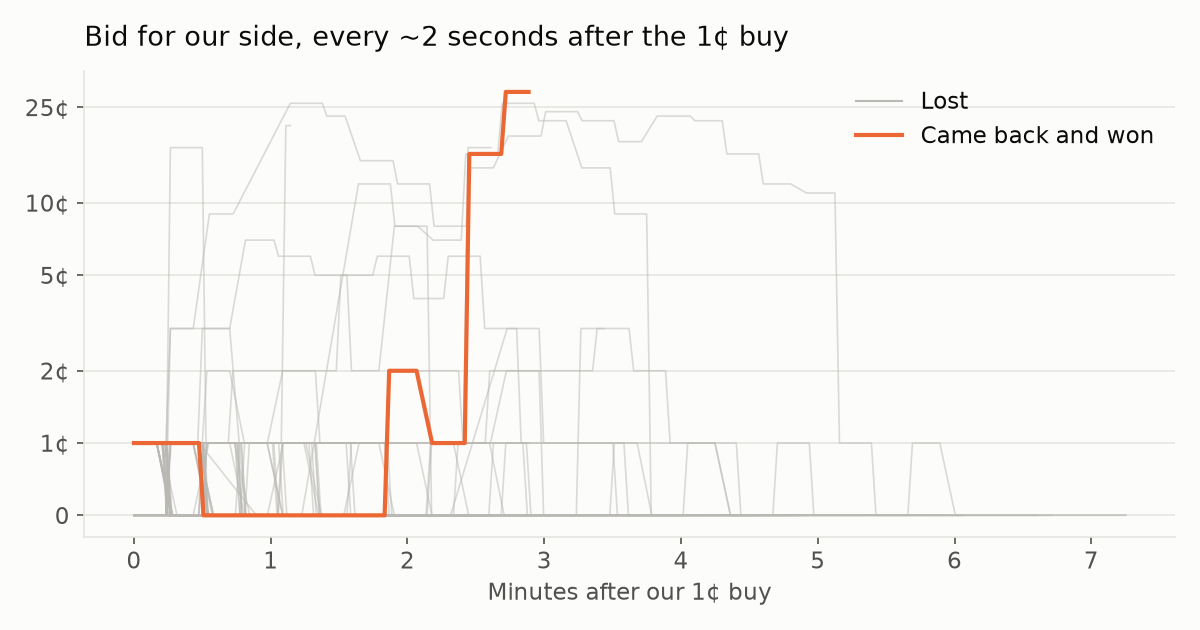 Bid for our side, every ~2 seconds after the 1¢ buy
Lost
Came back and won
25¢
10¢
5¢
2¢
1¢
0
0 1 2 3 4 5 6 7
Minutes after our 1¢ buy